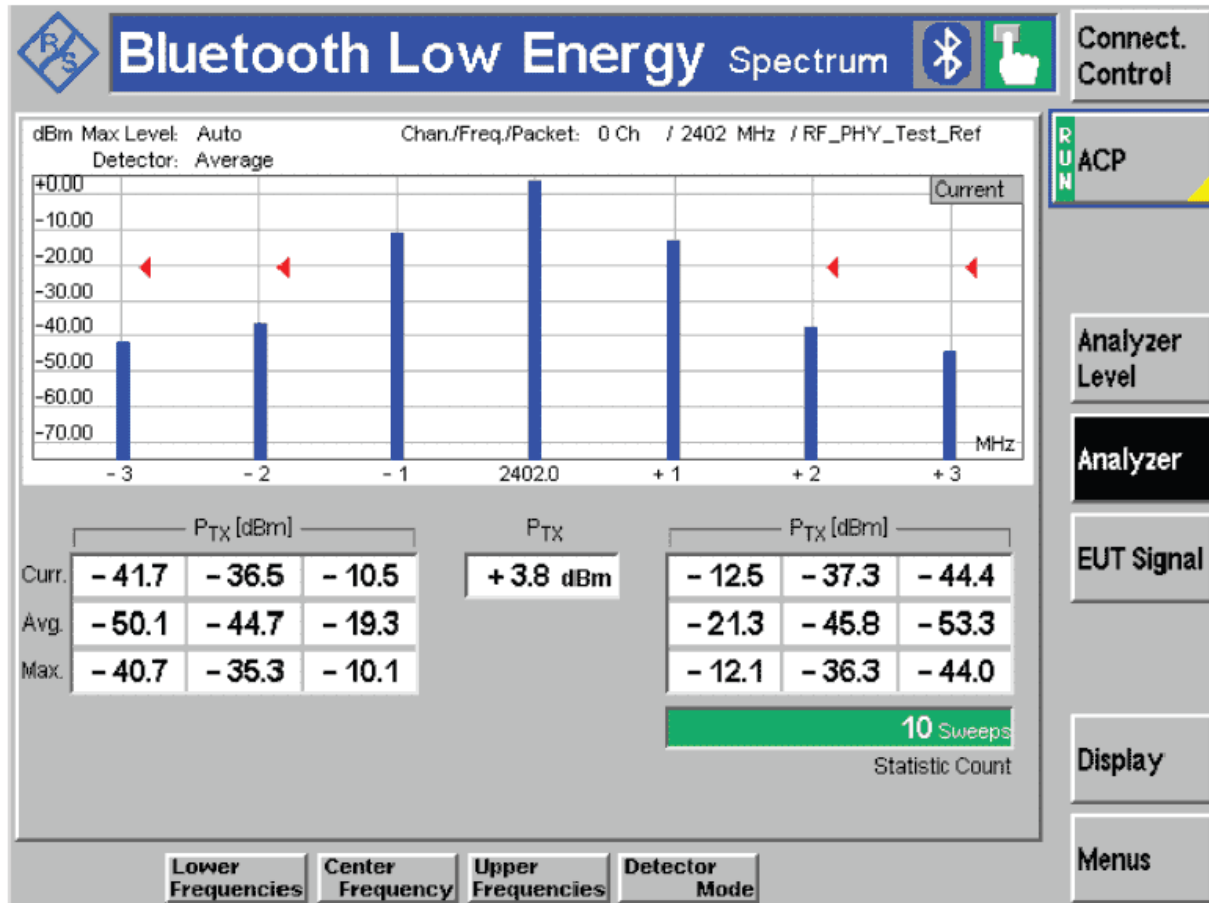 R S
Bluetooth Low Energy Spectrum
Connect.
Control
dBm Max Level: Auto
Chan./Freq./Packet: 0 Ch / 2402 MHz / RF_PHY_Test_Ref
Detector: Average
RUN
ACP
+0.00
Current
-10.00
-20.00
-30.00
-40.00
-50.00
-60.00
-70.00
MHz
- 3 - 2 - 1 2402.0 + 1 + 2 + 3
Analyzer
Level
Analyzer
EUT Signal
PTX [dBm] PTX PTX [dBm]
Curr. - 41.7 - 36.5 - 10.5 + 3.8 dBm - 12.5 - 37.3 - 44.4
Avg. - 50.1 - 44.7 - 19.3 - 21.3 - 45.8 - 53.3
Max. - 40.7 - 35.3 - 10.1 - 12.1 - 36.3 - 44.0
10 Sweeps
Statistic Count
Display
Menus
Lower
Frequencies
Center
Frequency
Upper
Frequencies
Detector
Mode